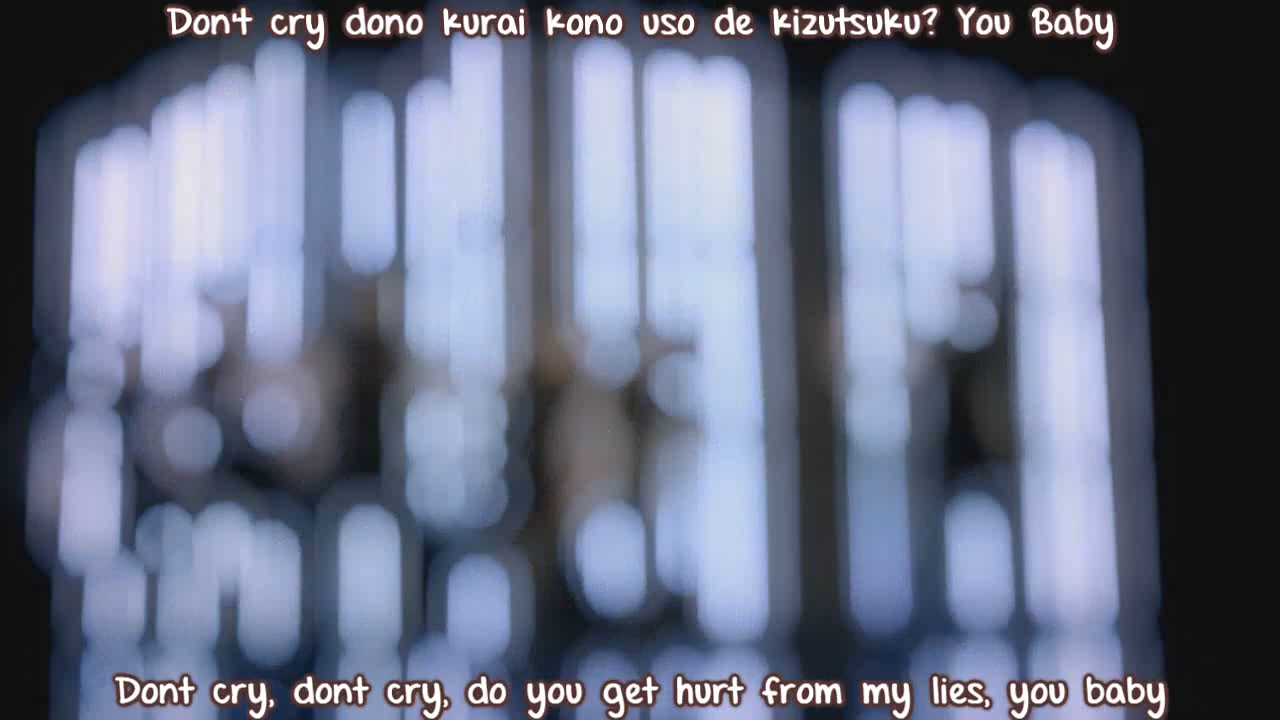 Don't cry dono kurai kono uso de kizutsuku? You Baby
Dont cry, dont cry, do you get hurt from my lies, you baby